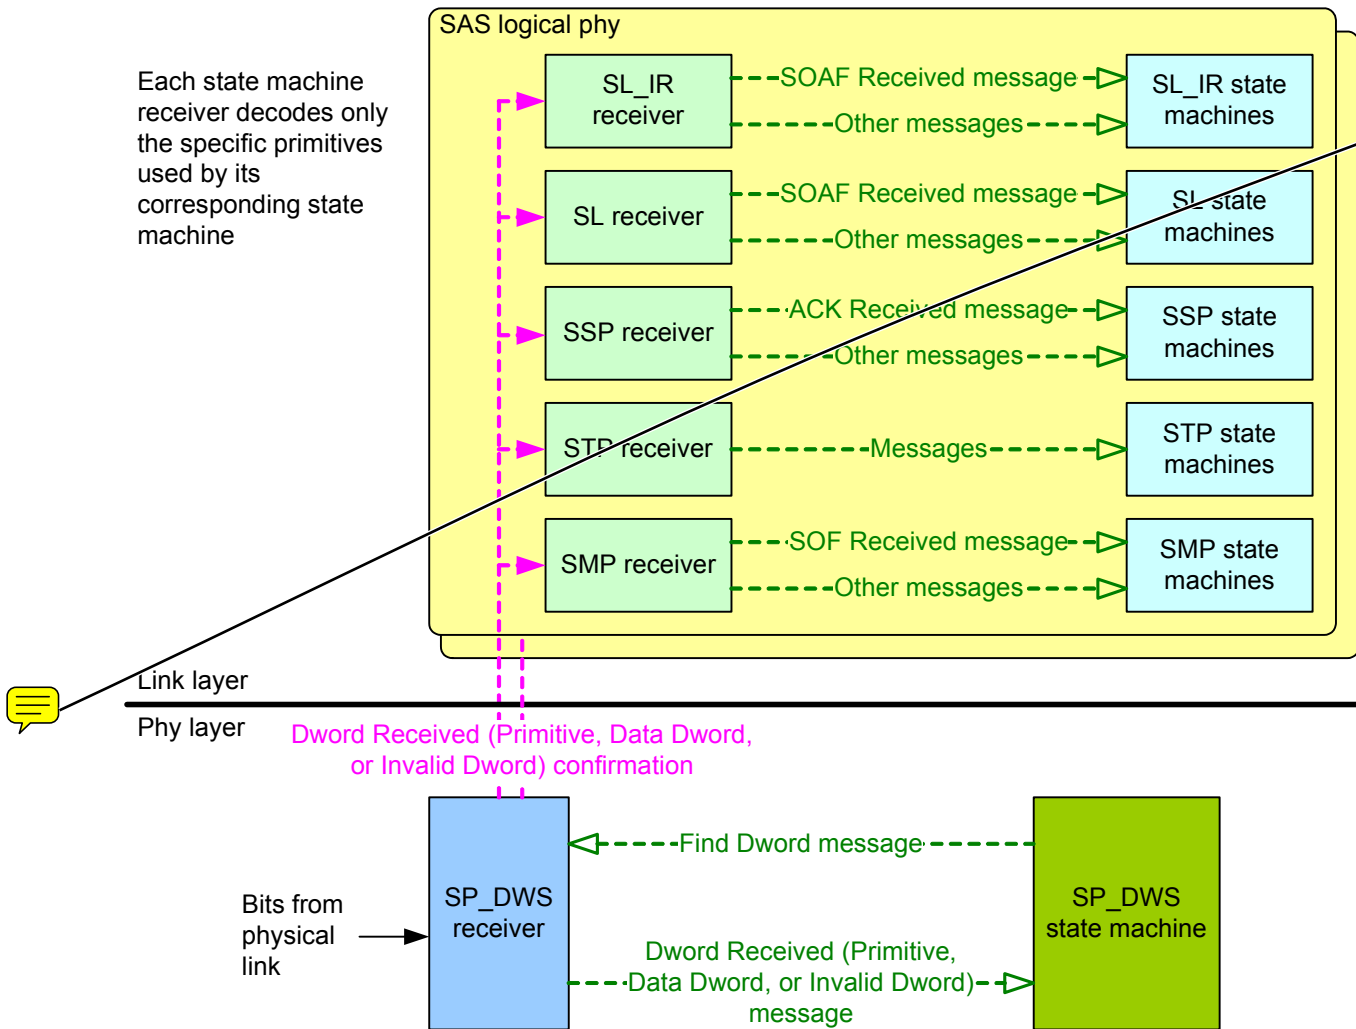 SAS logical phy
Each state machine
receiver decodes only
the specific primitives
used by its
corresponding state
machine
SL_IR
receiver
SOAF Received message
Other messages
SL_IR state
machines
SL receiver
SOAF Received message
Other messages
SL state
machines
SSP receiver
ACK Received message
Other messages
SSP state
machines
STP receiver
Messages
STP state
machines
SMP receiver
SOF Received message
Other messages
SMP state
machines
Link layer
Phy layer
Dword Received (Primitive, Data Dword,
or Invalid Dword) confirmation
Bits from
physical
link
SP_DWS
receiver
Find Dword message
Dword Received (Primitive,
Data Dword, or Invalid Dword)
message
SP_DWS
state machine